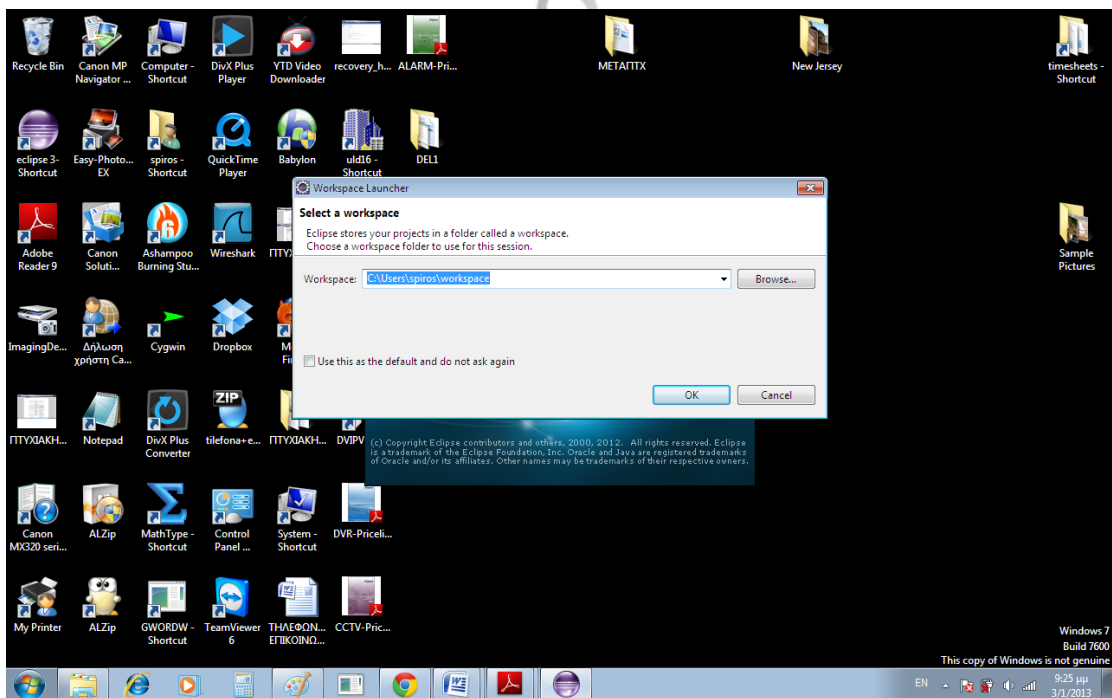 Recycle Bin
Canon MP Navigator ...
Computer - Shortcut
DivX Plus Player
YTD Video Downloader
recovery_h...
ALARM-Pri...
ΜΕΤΑΠΤΧ
New Jersey
timesheets - Shortcut
eclipse 3- Shortcut
Easy-Photo... EX
spiros - Shortcut
QuickTime Player
Babylon
uld16 - Shortcut
DEL1
Workspace Launcher
Select a workspace
Eclipse stores your projects in a folder called a workspace.
Choose a workspace folder to use for this session.
Workspace:
C:\Users\spiros\workspace
Browse...
Use this as the default and do not ask again
OK
Cancel
Adobe Reader 9
Canon Soluti...
Ashampoo Burning Stu...
Wireshark
Sample Pictures
ImagingDe...
Δήλωση χρήστη Ca...
Cygwin
Dropbox
ΠΤΥΧΙΑΚΗ...
Notepad
DivX Plus Converter
tilefona+e...
ΠΤΥΧΙΑΚΗ...
DVIPV
(c) Copyright Eclipse contributors and others, 2000, 2012. All rights reserved. Eclipse
is a trademark of the Eclipse Foundation, Inc. Oracle and Java are registered trademarks
of Oracle and/or its affiliates. Other names may be trademarks of their respective owners.
Canon MX320 seri...
ALZip
MathType - Shortcut
Control Panel ...
System - Shortcut
DVR-Priceli...
My Printer
ALZip
GWORDW - Shortcut
TeamViewer 6
ΤΗΛΕΦΩΝ... ΕΠΙΚΟΙΝΩ...
CCTV-Pric...
Windows 7
Build 7600
This copy of Windows is not genuine
EN
9:25 μμ
3/1/2013